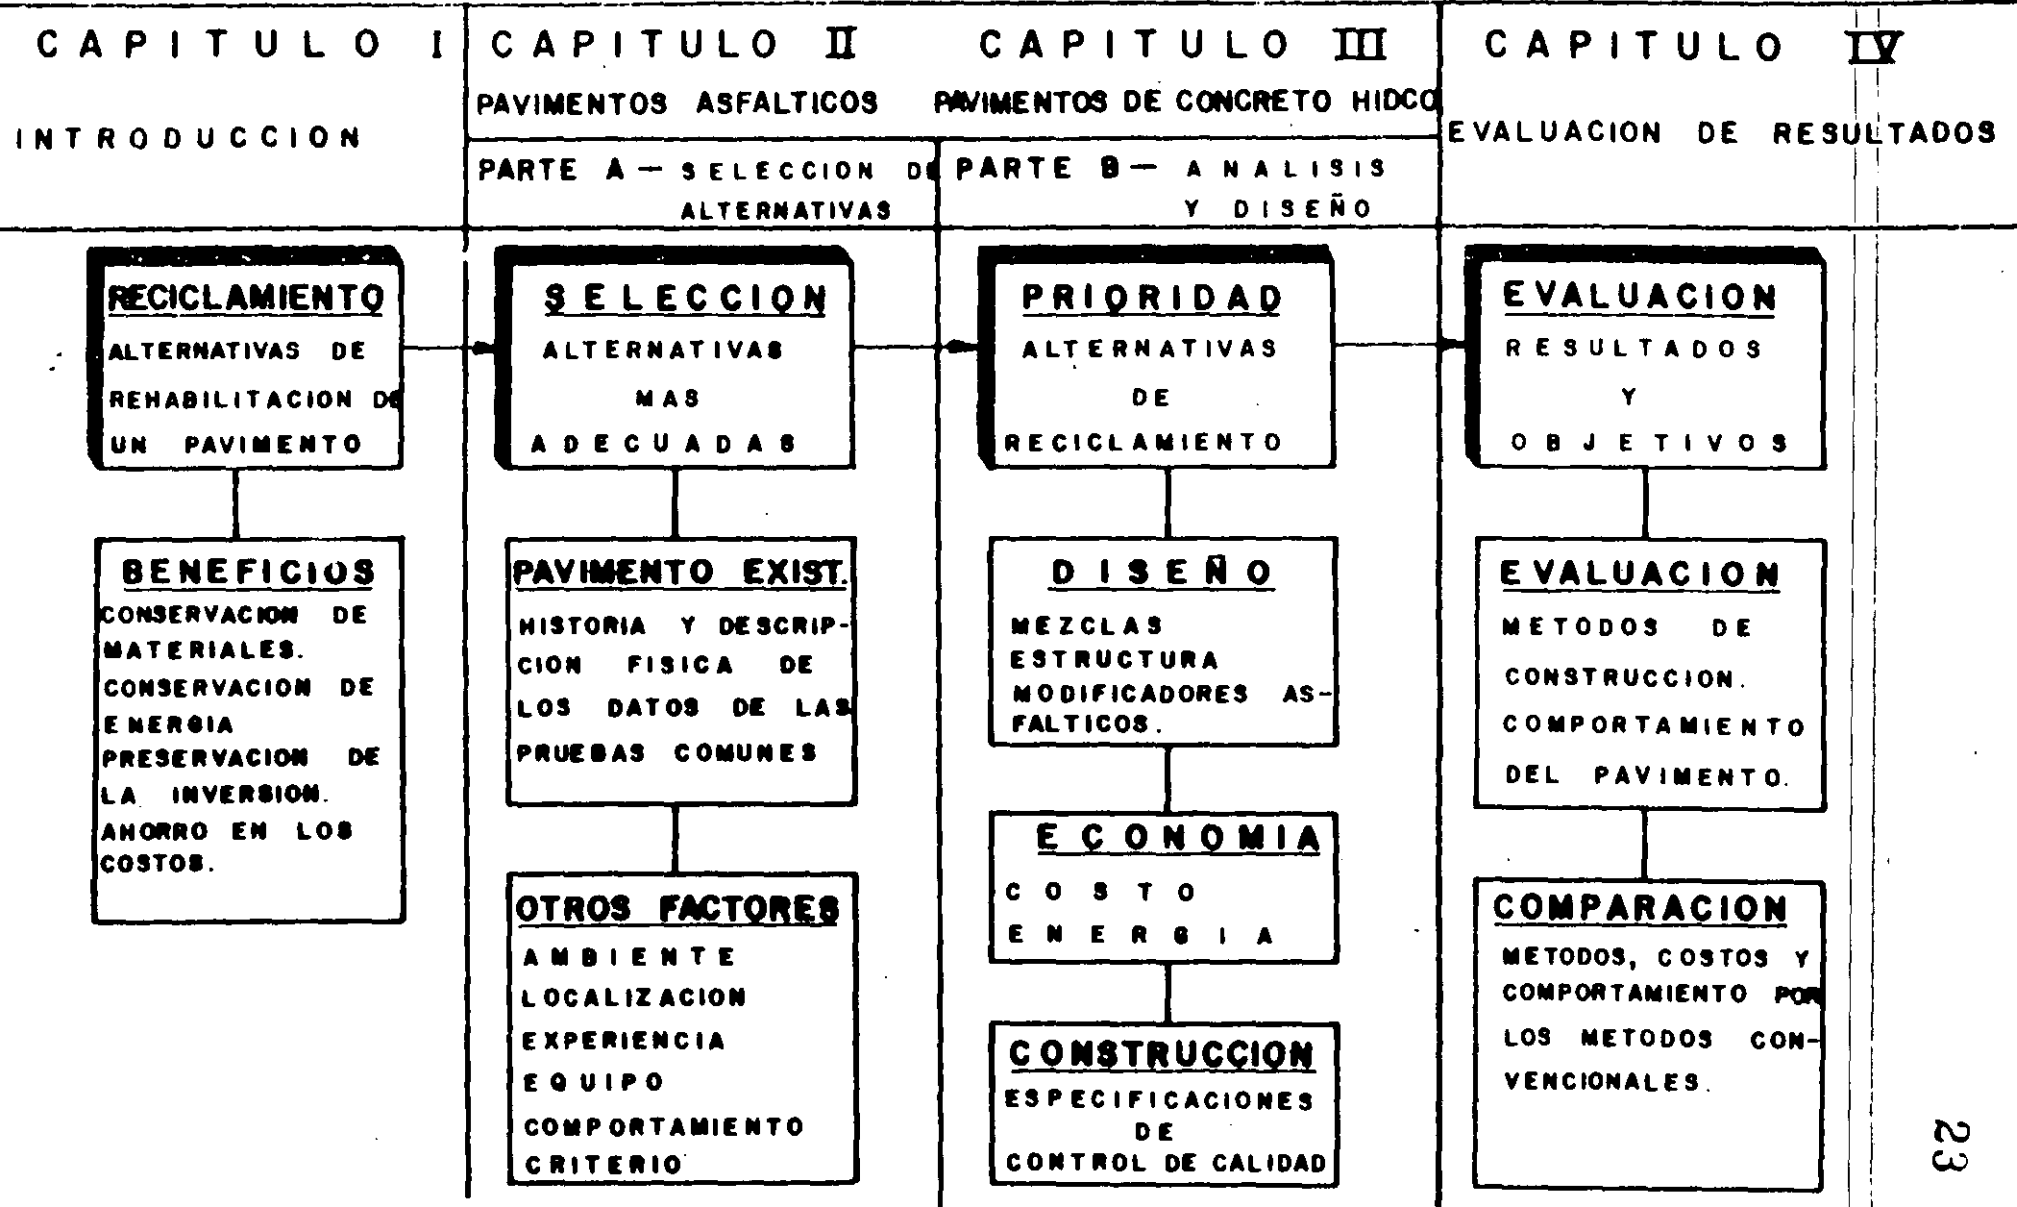 CAPITULO I
INTRODUCCION
CAPITULO II
PAVIMENTOS ASFALTICOS
CAPITULO III
PAVIMENTOS DE CONCRETO HIDCO
PARTE A — SELECCION DE
ALTERNATIVAS
PARTE B — ANALISIS
Y DISEÑO
CAPITULO IV
EVALUACION DE RESULTADOS
RECICLAMIENTO
ALTERNATIVAS DE
REHABILITACION DE
UN PAVIMENTO
BENEFICIOS
CONSERVACION DE
MATERIALES.
CONSERVACION DE
ENERGIA
PRESERVACION DE
LA INVERSION.
AHORRO EN LOS
COSTOS.
SELECCION
ALTERNATIVAS
MAS
ADECUADAS
PAVIMENTO EXIST.
HISTORIA Y DESCRIP-
CION FISICA DE
LOS DATOS DE LAS
PRUEBAS COMUNES
OTROS FACTORES
AMBIENTE
LOCALIZACION
EXPERIENCIA
EQUIPO
COMPORTAMIENTO
CRITERIO
PRIORIDAD
ALTERNATIVAS
DE
RECICLAMIENTO
DISEÑO
MEZCLAS
ESTRUCTURA
MODIFICADORES AS-
FALTICOS.
ECONOMIA
COSTO
ENERGIA
CONSTRUCCION
ESPECIFICACIONES
DE
CONTROL DE CALIDAD
EVALUACION
RESULTADOS
Y
OBJETIVOS
EVALUACION
METODOS DE
CONSTRUCCION.
COMPORTAMIENTO
DEL PAVIMENTO.
COMPARACION
METODOS, COSTOS Y
COMPORTAMIENTO POR
LOS METODOS CON-
VENCIONALES.
23